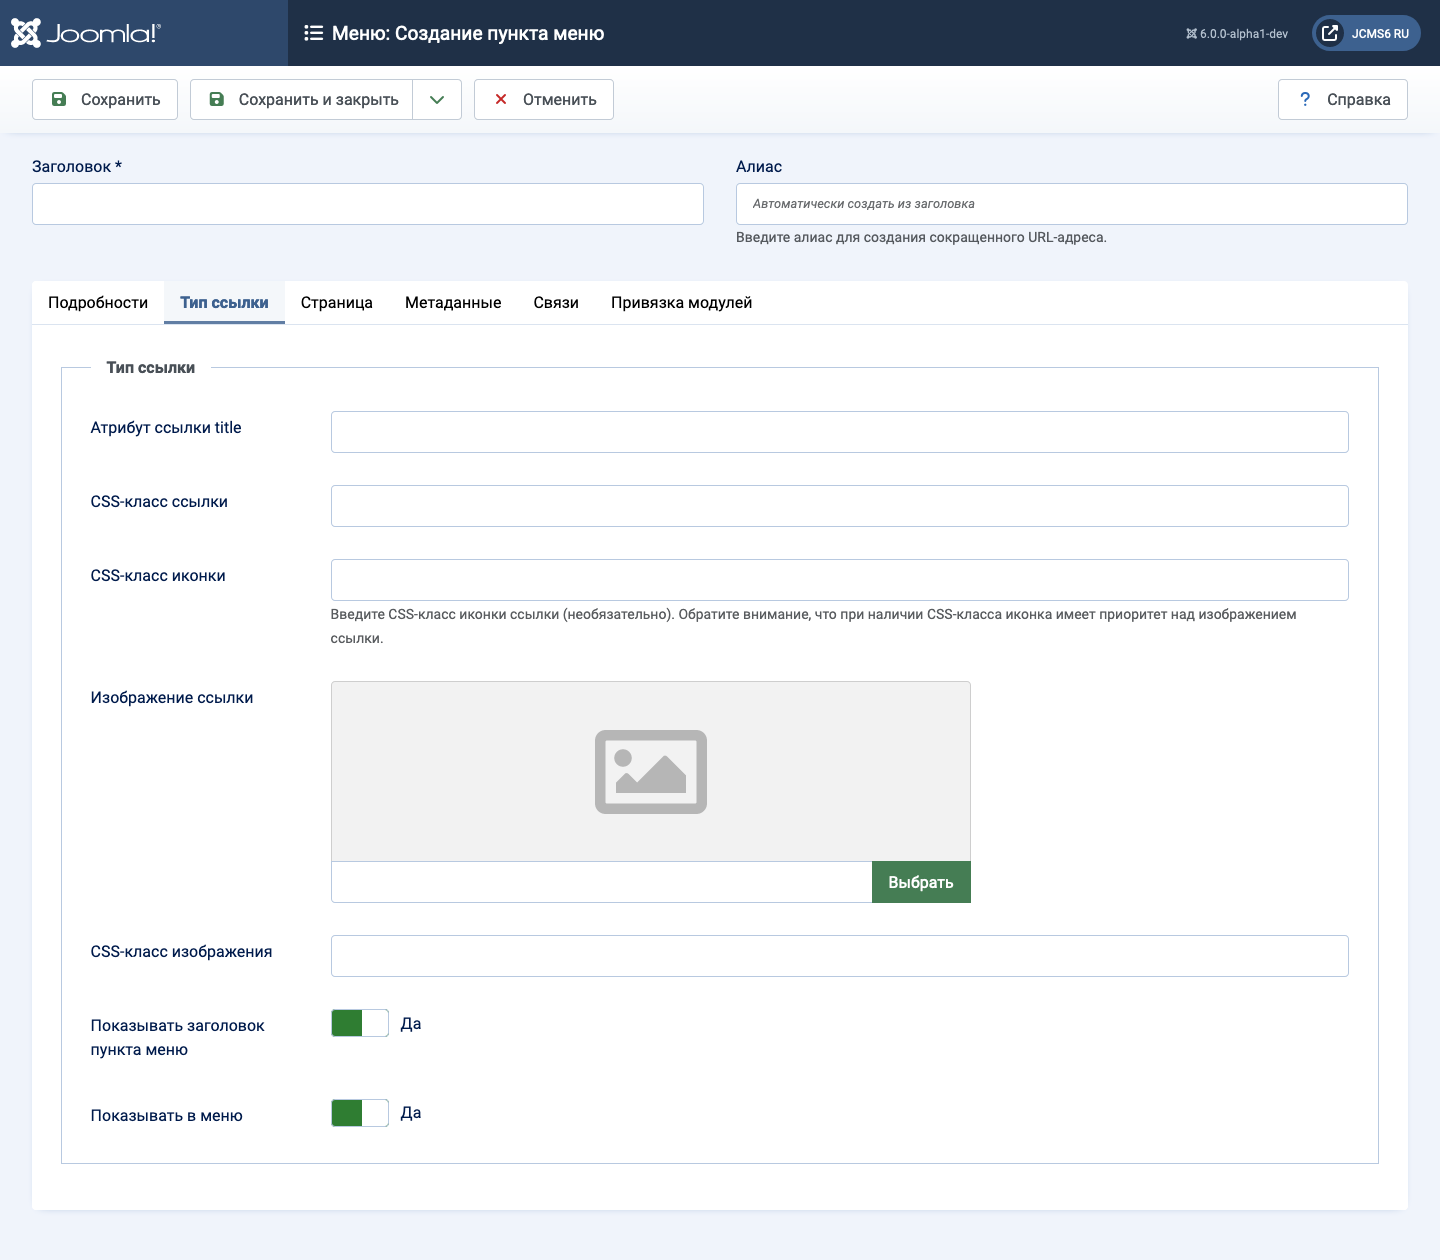 Joomla!®
Меню: Создание пункта меню
6.0.0-alpha1-dev
JCMS6 RU
Сохранить
Сохранить и закрыть
Отменить
? Справка
Заголовок *
Алиас
Автоматически создать из заголовка
Введите алиас для создания сокращенного URL-адреса.
Подробности
Тип ссылки
Страница
Метаданные
Связи
Привязка модулей
Тип ссылки
Атрибут ссылки title
CSS-класс ссылки
CSS-класс иконки
Введите CSS-класс иконки ссылки (необязательно). Обратите внимание, что при наличии CSS-класса иконка имеет приоритет над изображением
ссылки.
Изображение ссылки
Выбрать
CSS-класс изображения
Показывать заголовок
пункта меню
Да
Показывать в меню
Да